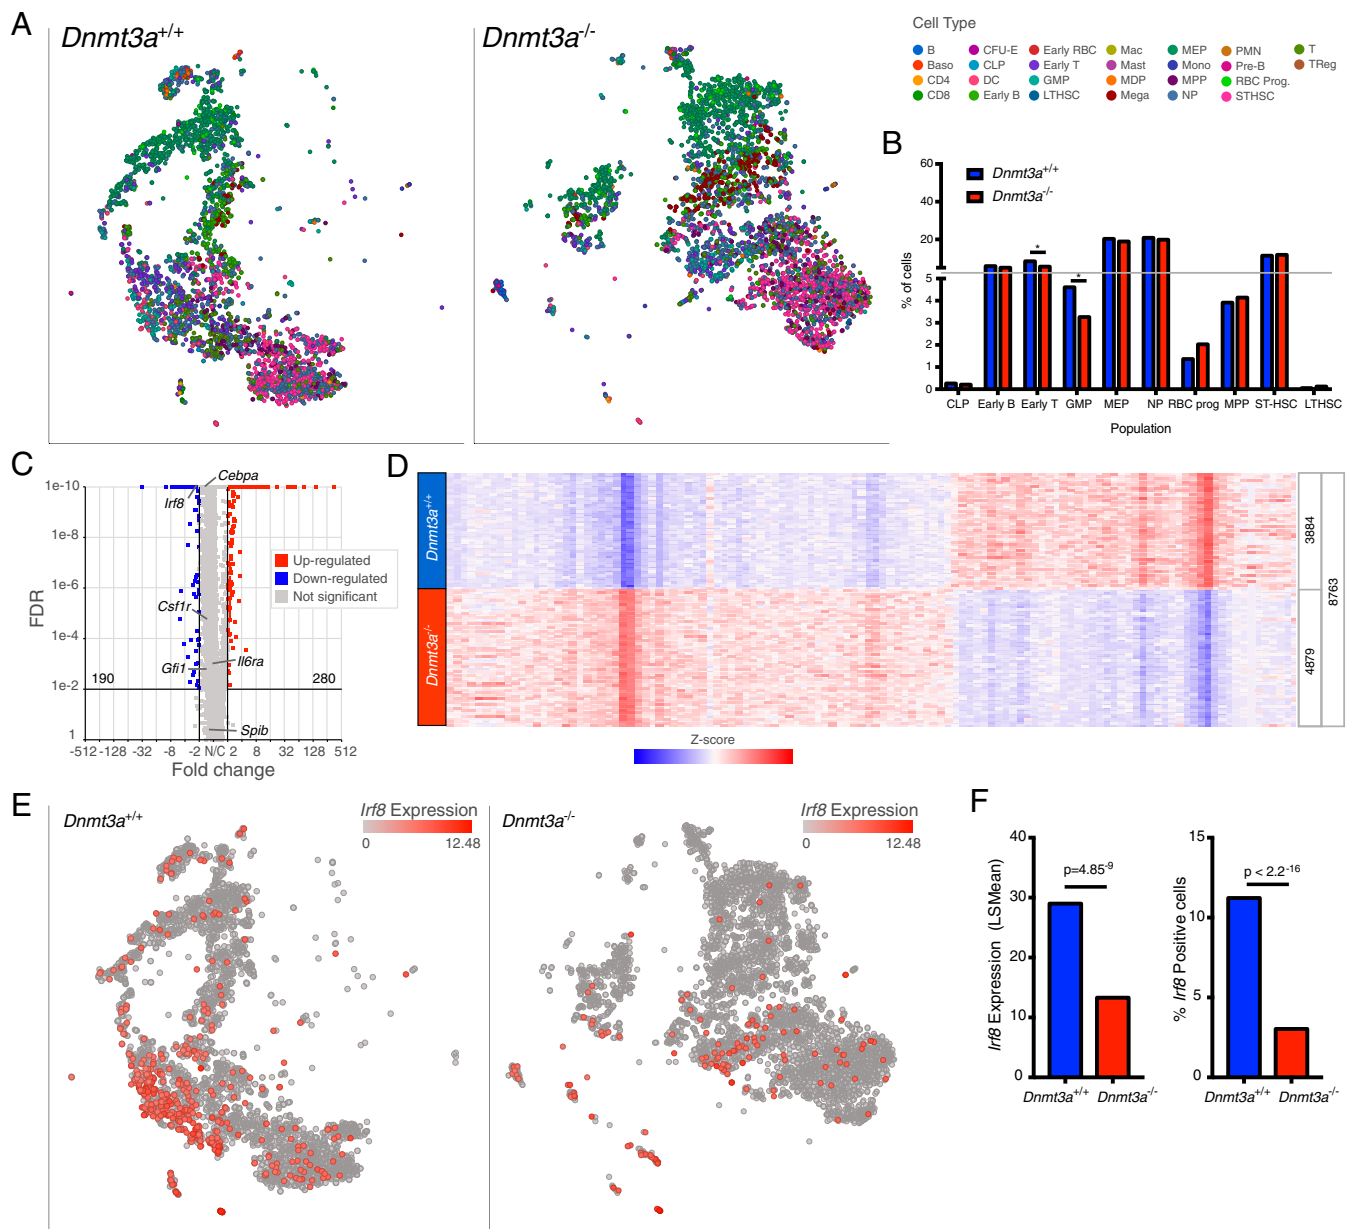 A
Dnmt3a+/+
Dnmt3a-/-
Cell Type
B
Baso
CD4
CD8
CFU-E
CLP
DC
Early B
Early RBC
Early T
GMP
LTHSC
Mac
Mast
MDP
Mega
MEP
Mono
MPP
NP
PMN
Pre-B
RBC Prog.
STHSC
T
TReg
B
Dnmt3a+/+
Dnmt3a-/-
% of cells
60
40
20
5
4
3
2
1
0
*
*
CLP Early B Early T GMP MEP NP RBC prog MPP ST-HSC LTHSC
Population
C
Cebpa
Irf8
Csf1r
Gfi1
Il6ra
Spib
Up-regulated
Down-regulated
Not significant
FDR
1e-10
1e-8
1e-6
1e-4
1e-2
1
190
280
-512 -128 -32 -8 -2 N/C 2 8 32 128 512
Fold change
D
Dnmt3a+/+
Dnmt3a-/-
3884
4879
8763
Z-score
E
Dnmt3a+/+
Irf8 Expression
0 12.48
Dnmt3a-/-
Irf8 Expression
0 12.48
F
Irf8 Expression (LSMean)
40
30
20
10
0
p=4.85-9
Dnmt3a+/+ Dnmt3a-/-
% Irf8 Positive cells
15
10
5
0
p < 2.2-16
Dnmt3a+/+ Dnmt3a-/-